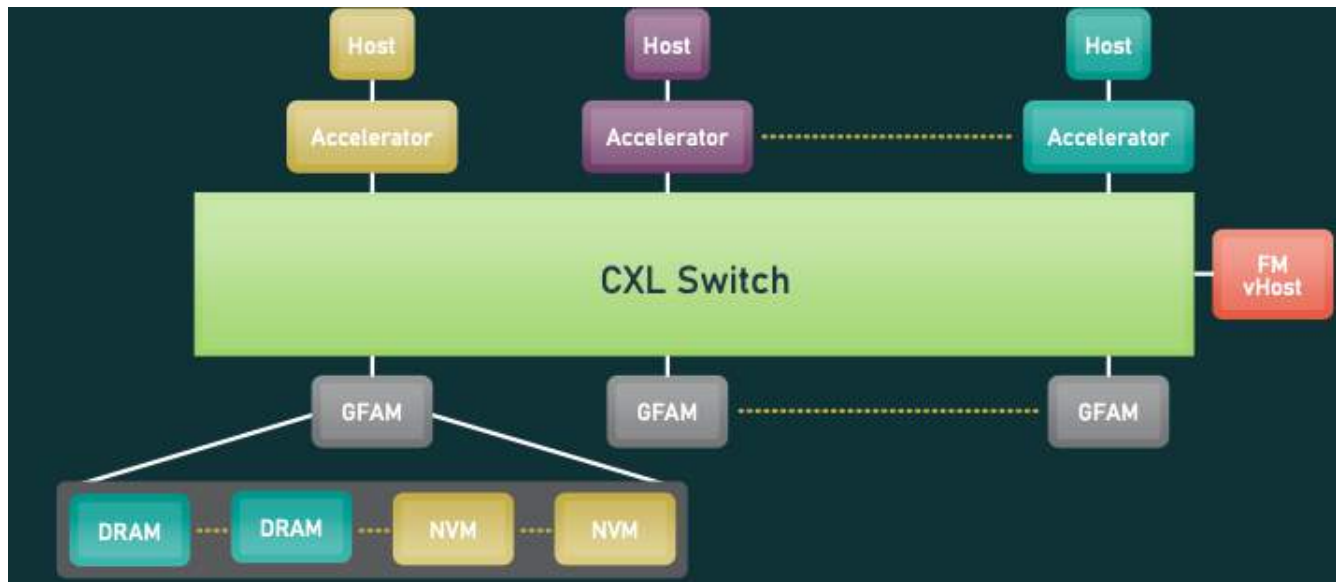 Host
Host
Host
Accelerator
Accelerator
Accelerator
CXL Switch
FM
vHost
GFAM
GFAM
GFAM
DRAM
DRAM
NVM
NVM